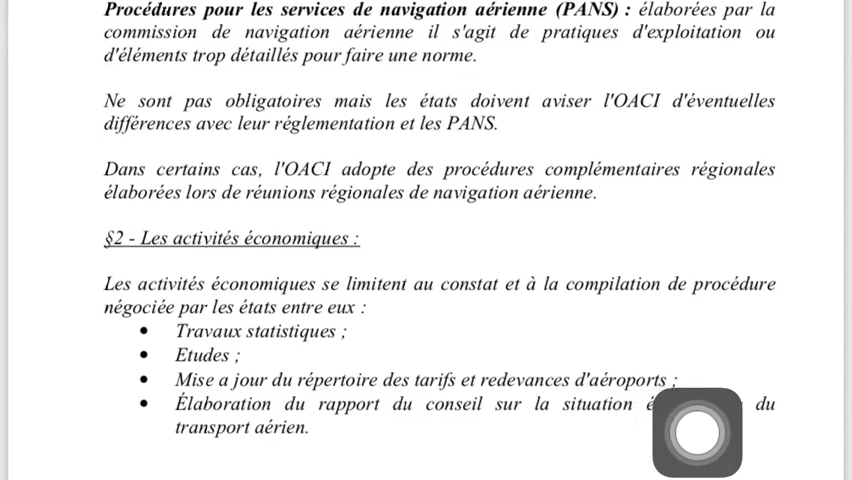 Procédures pour les services de navigation aérienne (PANS) : élaborées par la
commission de navigation aérienne il s'agit de pratiques d'exploitation ou
d'éléments trop détaillés pour faire une norme.
Ne sont pas obligatoires mais les états doivent aviser l'OACI d'éventuelles
différences avec leur réglementation et les PANS.
Dans certains cas, l'OACI adopte des procédures complémentaires régionales
élaborées lors de réunions régionales de navigation aérienne.
§2 - Les activités économiques :
Les activités économiques se limitent au constat et à la compilation de procédure
négociée par les états entre eux :
• Travaux statistiques ;
• Etudes ;
• Mise a jour du répertoire des tarifs et redevances d'aéroports ;
• Élaboration du rapport du conseil sur la situation du
transport aérien.